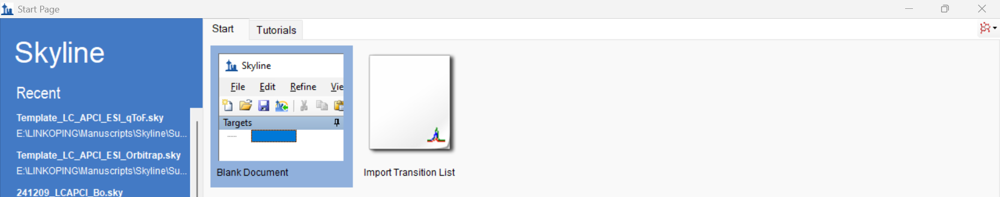 Start Page
Skyline
Recent
Template_LC_APCI_ESI_qToF.sky
E:\LINKOPING\Manuscripts\Skyline\Su...
Template_LC_APCI_ESI_Orbitrap.sky
E:\LINKOPING\Manuscripts\Skyline\Su...
241209_LCAPCI_Bo.sky
Start Tutorials
Skyline
File Edit Refine Vie
Targets
Blank Document
Import Transition List